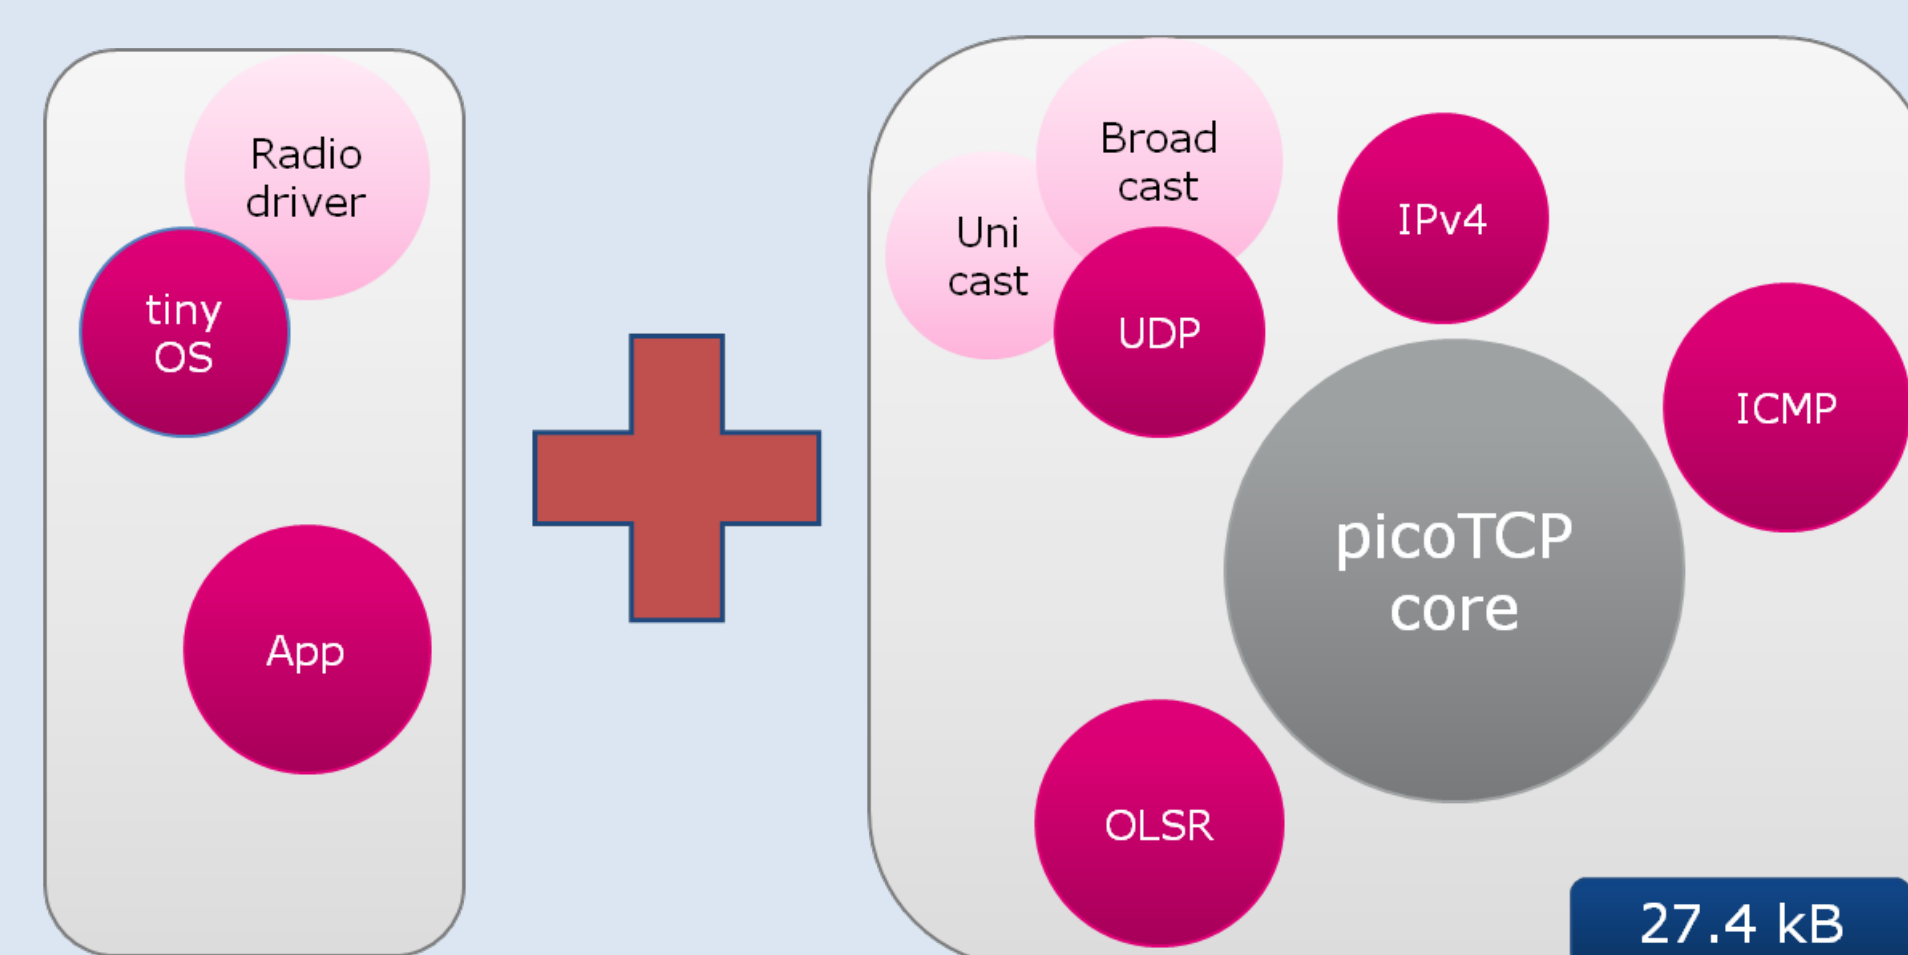 Radio
driver
tiny
OS
App
Broad
cast
Uni
cast
UDP
IPv4
ICMP
picoTCP
core
OLSR
27.4 kB